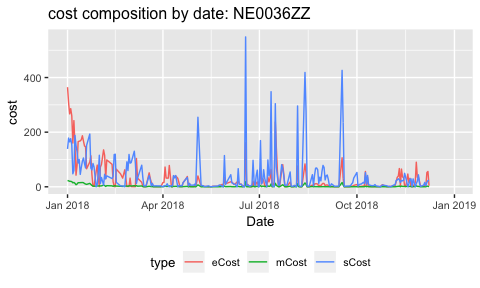 cost composition by date: NE0036ZZ
cost
400
200
0
Jan 2018 Apr 2018 Jul 2018 Oct 2018 Jan 2019
Date
type eCost mCost sCost